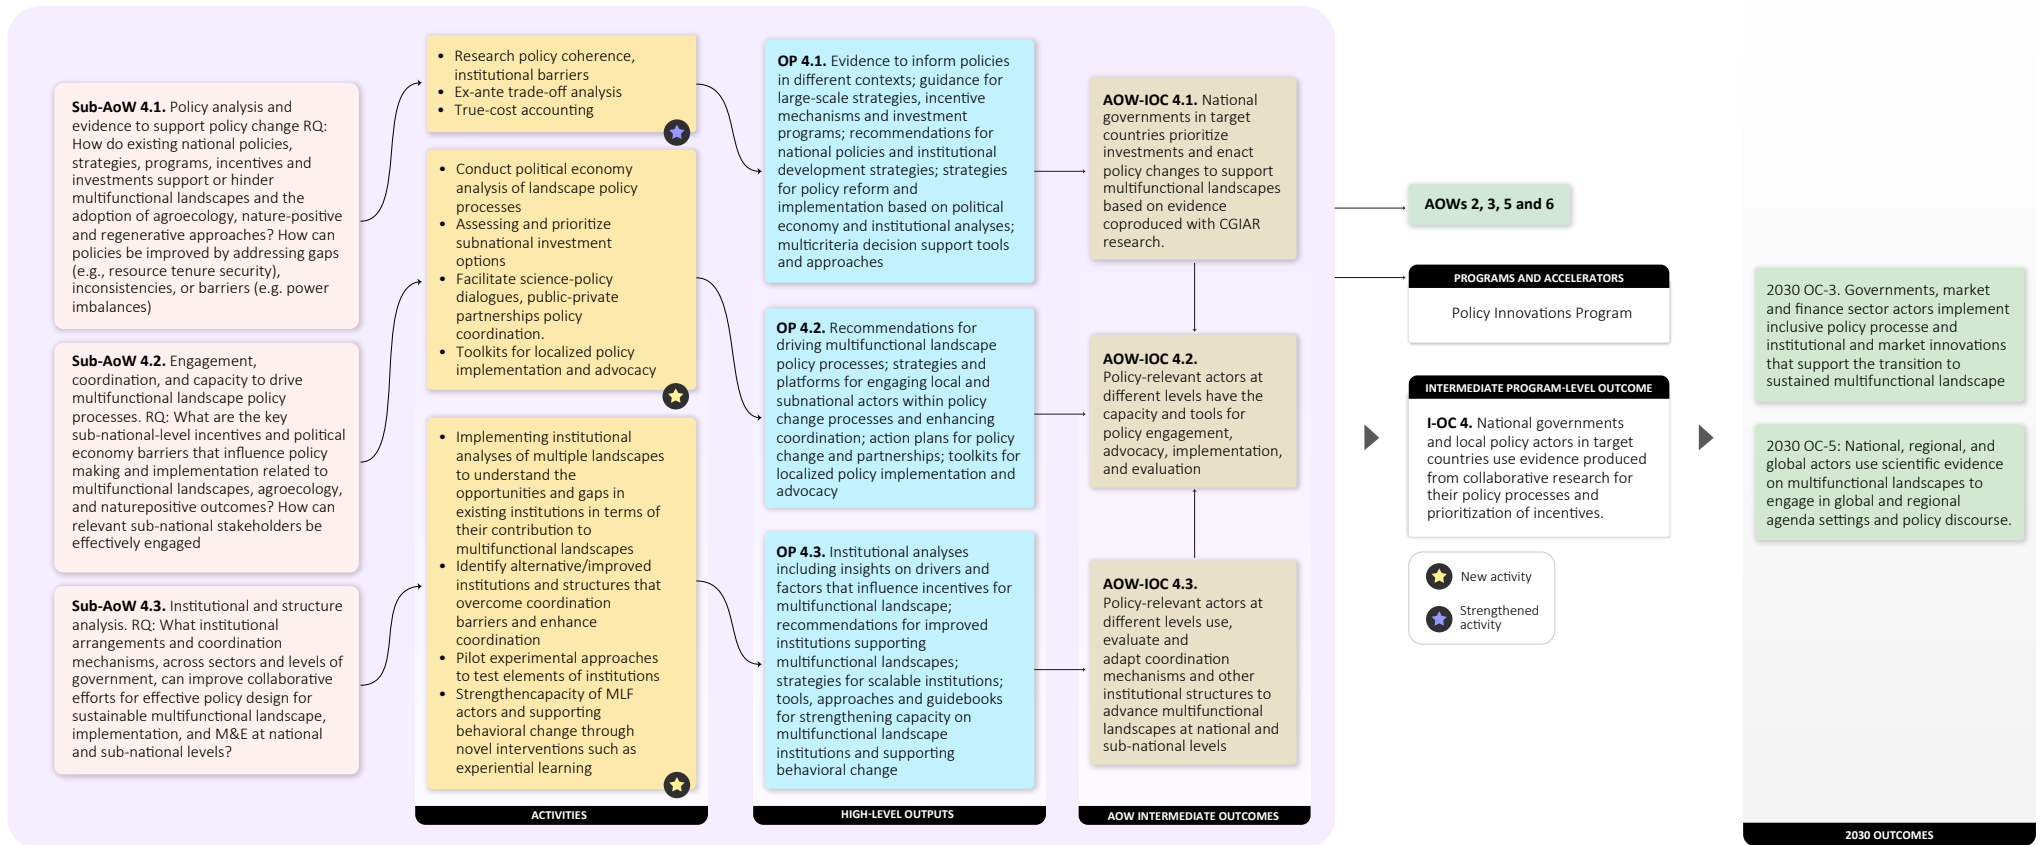 Sub-AoW 4.1. Policy analysis and
evidence to support policy change RQ:
How do existing national policies,
strategies, programs, incentives and
investments support or hinder
multifunctional landscapes and the
adoption of agroecology, nature-positive
and regenerative approaches? How can
policies be improved by addressing gaps
(e.g., resource tenure security),
inconsistencies, or barriers (e.g. power
imbalances)
Sub-AoW 4.2. Engagement,
coordination, and capacity to drive
multifunctional landscape policy
processes. RQ: What are the key
sub-national-level incentives and political
economy barriers that influence policy
making and implementation related to
multifunctional landscapes, agroecology,
and naturepositive outcomes? How can
relevant sub-national stakeholders be
effectively engaged
Sub-AoW 4.3. Institutional and structure
analysis. RQ: What institutional
arrangements and coordination
mechanisms, across sectors and levels of
government, can improve collaborative
efforts for effective policy design for
sustainable multifunctional landscape,
implementation, and M&E at national
and sub-national levels?
• Research policy coherence,
institutional barriers
• Ex-ante trade-off analysis
• True-cost accounting
• Conduct political economy
analysis of landscape policy
processes
• Assessing and prioritize
subnational investment
options
• Facilitate science-policy
dialogues, public-private
partnerships policy
coordination.
• Toolkits for localized policy
implementation and advocacy
• Implementing institutional
analyses of multiple landscapes
to understand the
opportunities and gaps in
existing institutions in terms of
their contribution to
multifunctional landscapes
• Identify alternative/improved
institutions and structures that
overcome coordination
barriers and enhance
coordination
• Pilot experimental approaches
to test elements of institutions
• Strengthencapacity of MLF
actors and supporting
behavioral change through
novel interventions such as
experiential learning
ACTIVITIES
OP 4.1. Evidence to inform policies
in different contexts; guidance for
large-scale strategies, incentive
mechanisms and investment
programs; recommendations for
national policies and institutional
development strategies; strategies
for policy reform and
implementation based on political
economy and institutional analyses;
multicriteria decision support tools
and approaches
OP 4.2. Recommendations for
driving multifunctional landscape
policy processes; strategies and
platforms for engaging local and
subnational actors within policy
change processes and enhancing
coordination; action plans for policy
change and partnerships; toolkits for
localized policy implementation and
advocacy
OP 4.3. Institutional analyses
including insights on drivers and
factors that influence incentives for
multifunctional landscape;
recommendations for improved
institutions supporting
multifunctional landscapes;
strategies for scalable institutions;
tools, approaches and guidebooks
for strengthening capacity on
multifunctional landscape
institutions and supporting
behavioral change
HIGH-LEVEL OUTPUTS
AOW-IOC 4.1. National
governments in target
countries prioritize
investments and enact
policy changes to support
multifunctional landscapes
based on evidence
coproduced with CGIAR
research.
AOW-IOC 4.2.
Policy-relevant actors at
different levels have the
capacity and tools for
policy engagement,
advocacy, implementation,
and evaluation
AOW-IOC 4.3.
Policy-relevant actors at
different levels use,
evaluate and
adapt coordination
mechanisms and other
institutional structures to
advance multifunctional
landscapes at national and
sub-national levels
AOW INTERMEDIATE OUTCOMES
AOWs 2, 3, 5 and 6
PROGRAMS AND ACCELERATORS
Policy Innovations Program
INTERMEDIATE PROGRAM-LEVEL OUTCOME
I-OC 4. National governments
and local policy actors in target
countries use evidence produced
from collaborative research for
their policy processes and
prioritization of incentives.
New activity
Strengthened
activity
2030 OC-3. Governments, market
and finance sector actors implement
inclusive policy processe and
institutional and market innovations
that support the transition to
sustained multifunctional landscape
2030 OC-5: National, regional, and
global actors use scientific evidence
on multifunctional landscapes to
engage in global and regional
agenda settings and policy discourse.
2030 OUTCOMES